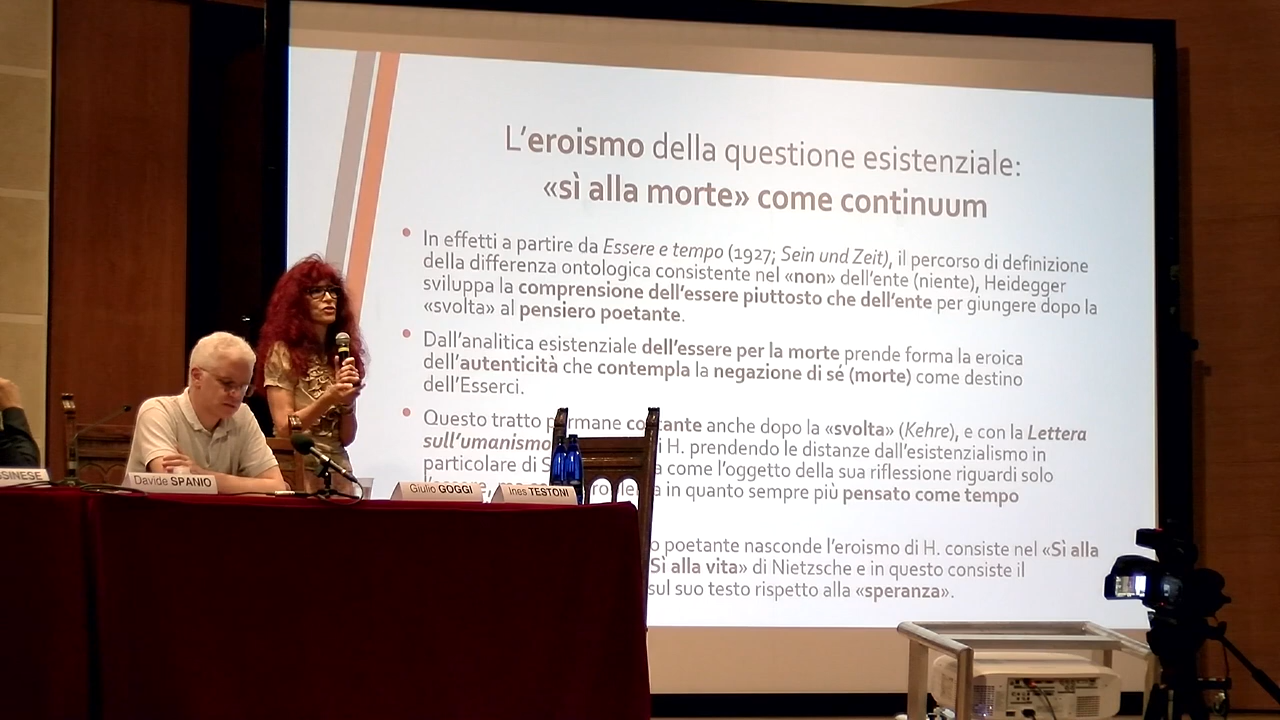 L'eroismo della questione esistenziale:
«sì alla morte» come continuum
In effetti a partire da Essere e tempo (1927; Sein und Zeit), il percorso di definizione
della differenza ontologica consistente nel «non» dell'ente (niente), Heidegger
sviluppa la comprensione dell'essere piuttosto che dell'ente per giungere dopo la
«svolta» al pensiero poetante.
Dall'analitica esistenziale dell'essere per la morte prende forma la eroica
dell'autenticità che contempla la negazione di sé (morte) come destino
dell'Esserci.
Questo tratto permane costante anche dopo la «svolta» (Kehre), e con la Lettera
sull'umanismo di H. prendendo le distanze dall'esistenzialismo in
particolare di come l'oggetto della sua riflessione riguardi solo
in quanto sempre più pensato come tempo
poetante nasconde l'eroismo di H. consiste nel «Sì alla
Sì alla vita» di Nietzsche e in questo consiste il
sul suo testo rispetto alla «speranza».
SINESE
Davide SPANIO
Giulio GOGGI
Ines TESTONI